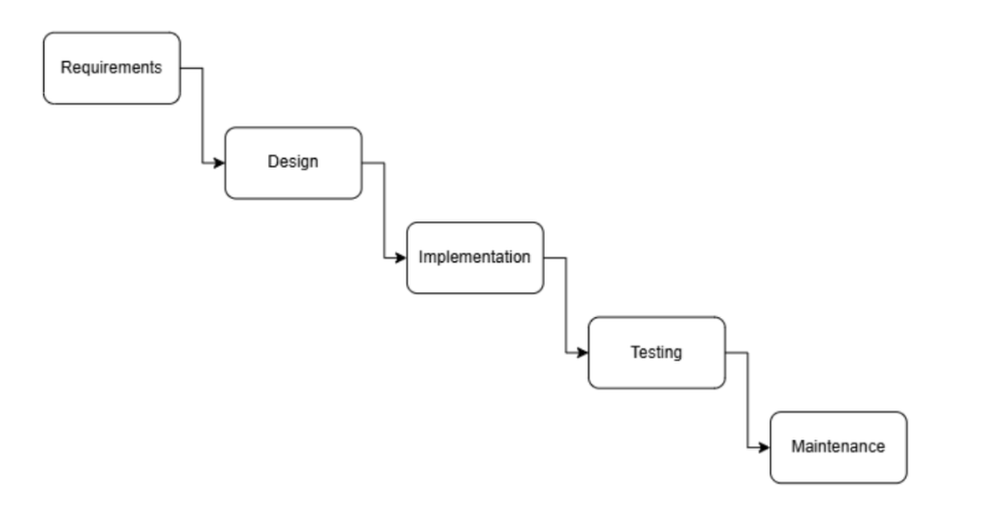 Requirements
Design
Implementation
Testing
Maintenance